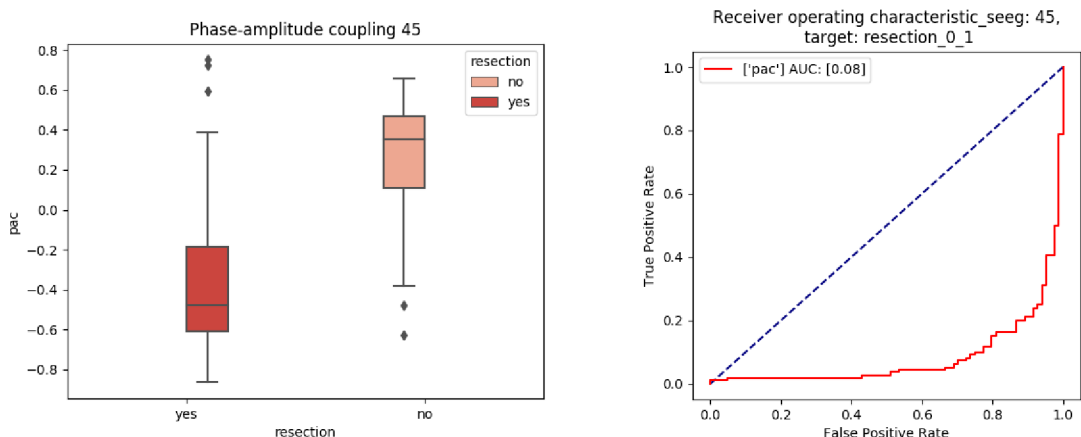 Phase-amplitude coupling 45
0.8
0.6
0.4
0.2
0.0
−0.2
−0.4
−0.6
−0.8
pac
resection
no
yes
yes
no
resection
Receiver operating characteristic_seeg: 45,
target: resection_0_1
['pac'] AUC: [0.08]
1.0
0.8
0.6
0.4
0.2
0.0
True Positive Rate
0.0
0.2
0.4
0.6
0.8
1.0
False Positive Rate